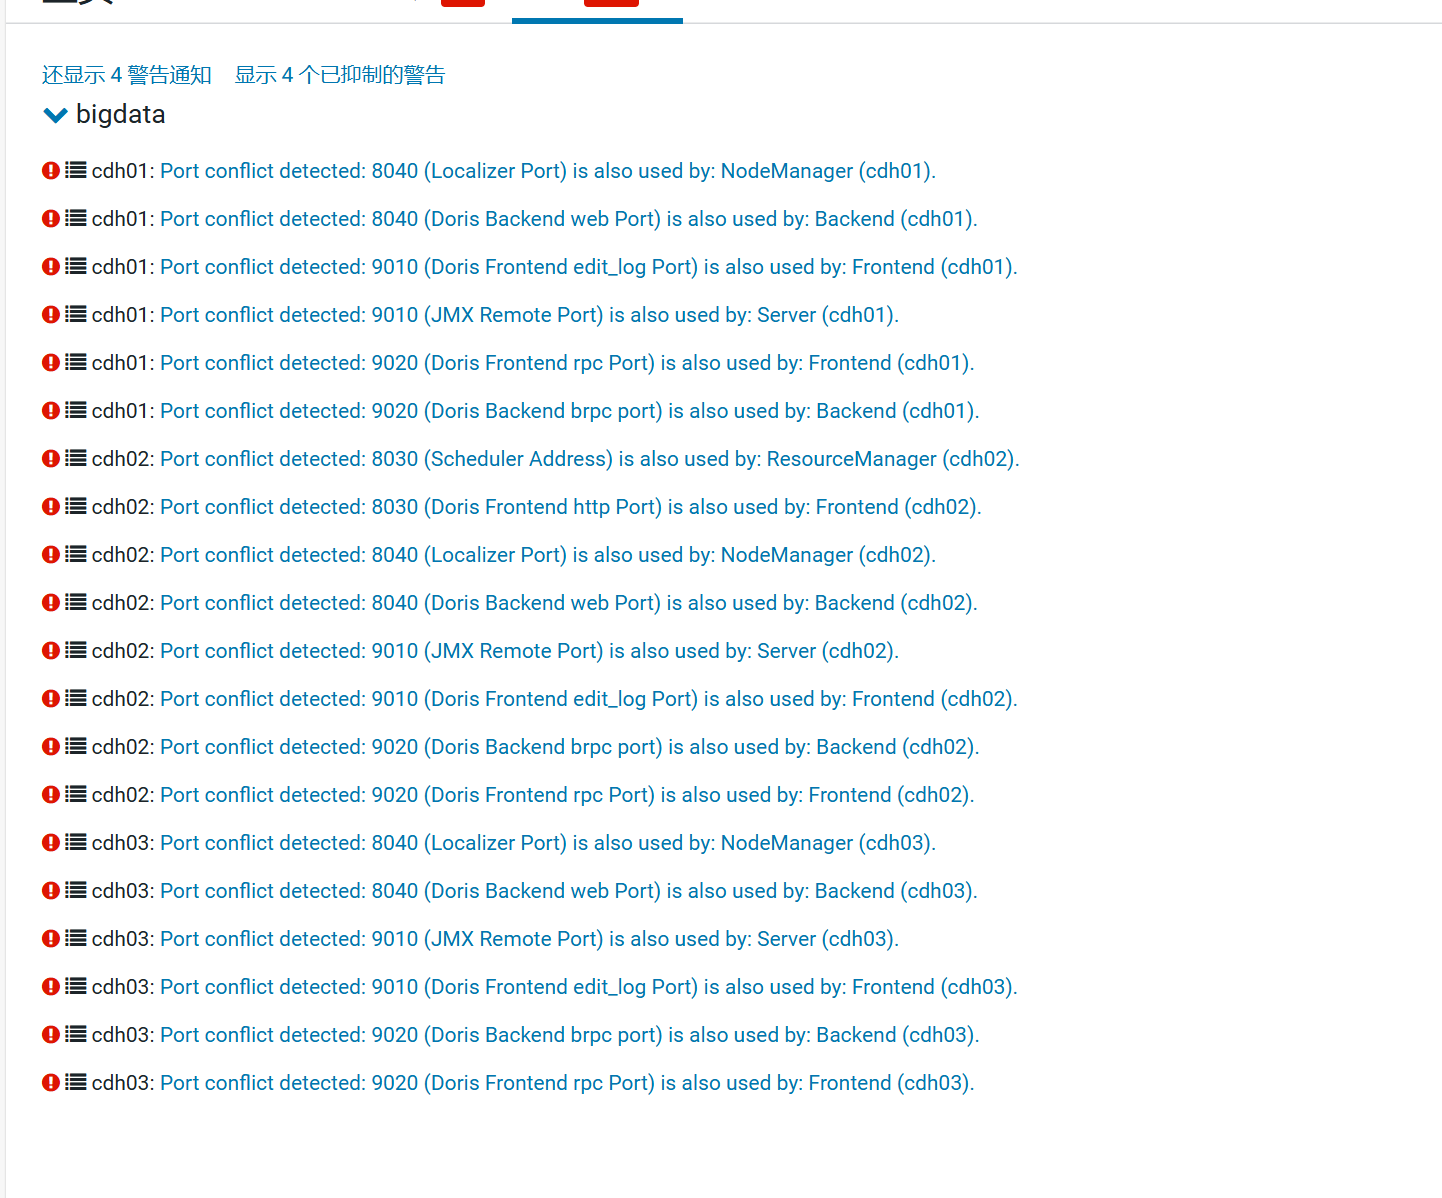 还显示 4 警告通知 显示 4 个已抑制的警告
bigdata
cdh01: Port conflict detected: 8040 (Localizer Port) is also used by: NodeManager (cdh01).
cdh01: Port conflict detected: 8040 (Doris Backend web Port) is also used by: Backend (cdh01).
cdh01: Port conflict detected: 9010 (Doris Frontend edit_log Port) is also used by: Frontend (cdh01).
cdh01: Port conflict detected: 9010 (JMX Remote Port) is also used by: Server (cdh01).
cdh01: Port conflict detected: 9020 (Doris Frontend rpc Port) is also used by: Frontend (cdh01).
cdh01: Port conflict detected: 9020 (Doris Backend brpc port) is also used by: Backend (cdh01).
cdh02: Port conflict detected: 8030 (Scheduler Address) is also used by: ResourceManager (cdh02).
cdh02: Port conflict detected: 8030 (Doris Frontend http Port) is also used by: Frontend (cdh02).
cdh02: Port conflict detected: 8040 (Localizer Port) is also used by: NodeManager (cdh02).
cdh02: Port conflict detected: 8040 (Doris Backend web Port) is also used by: Backend (cdh02).
cdh02: Port conflict detected: 9010 (JMX Remote Port) is also used by: Server (cdh02).
cdh02: Port conflict detected: 9010 (Doris Frontend edit_log Port) is also used by: Frontend (cdh02).
cdh02: Port conflict detected: 9020 (Doris Backend brpc port) is also used by: Backend (cdh02).
cdh02: Port conflict detected: 9020 (Doris Frontend rpc Port) is also used by: Frontend (cdh02).
cdh03: Port conflict detected: 8040 (Localizer Port) is also used by: NodeManager (cdh03).
cdh03: Port conflict detected: 8040 (Doris Backend web Port) is also used by: Backend (cdh03).
cdh03: Port conflict detected: 9010 (JMX Remote Port) is also used by: Server (cdh03).
cdh03: Port conflict detected: 9010 (Doris Frontend edit_log Port) is also used by: Frontend (cdh03).
cdh03: Port conflict detected: 9020 (Doris Backend brpc port) is also used by: Backend (cdh03).
cdh03: Port conflict detected: 9020 (Doris Frontend rpc Port) is also used by: Frontend (cdh03).